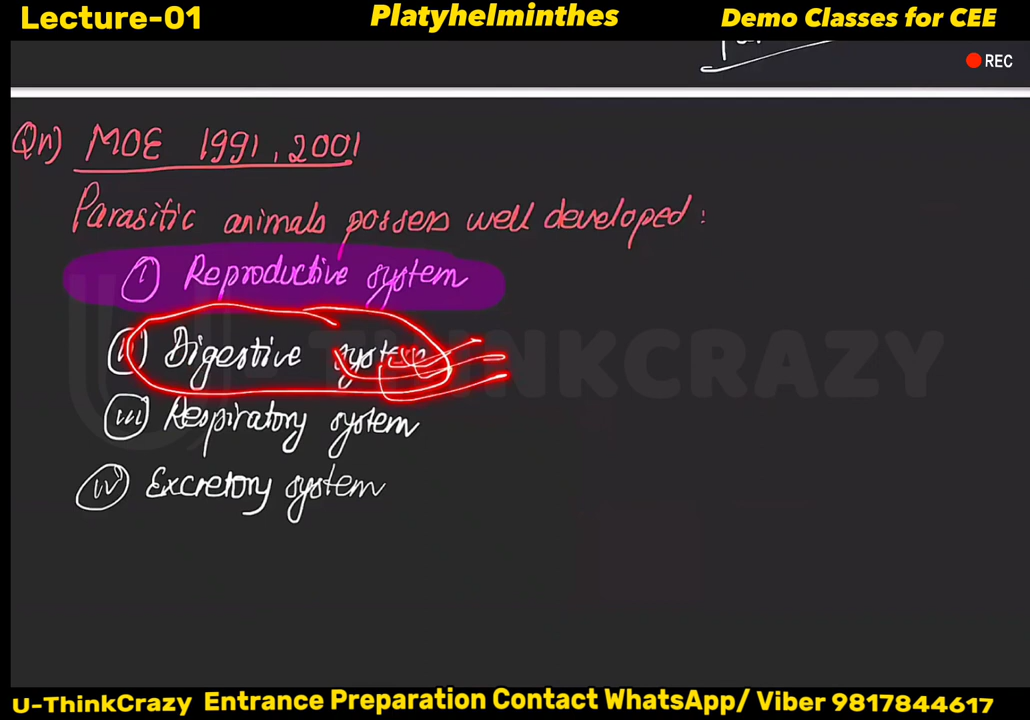 Lecture-01 Platyhelminthes Demo Classes for CEE
REC
Qn) MOE 1991, 2001
Parasitic animals possess well developed:
i Reproductive system
ii Digestive system
U THINKCRAZY
iii Respiratory system
iv Excretory system
U-ThinkCrazy Entrance Preparation Contact WhatsApp/ Viber 9817844617